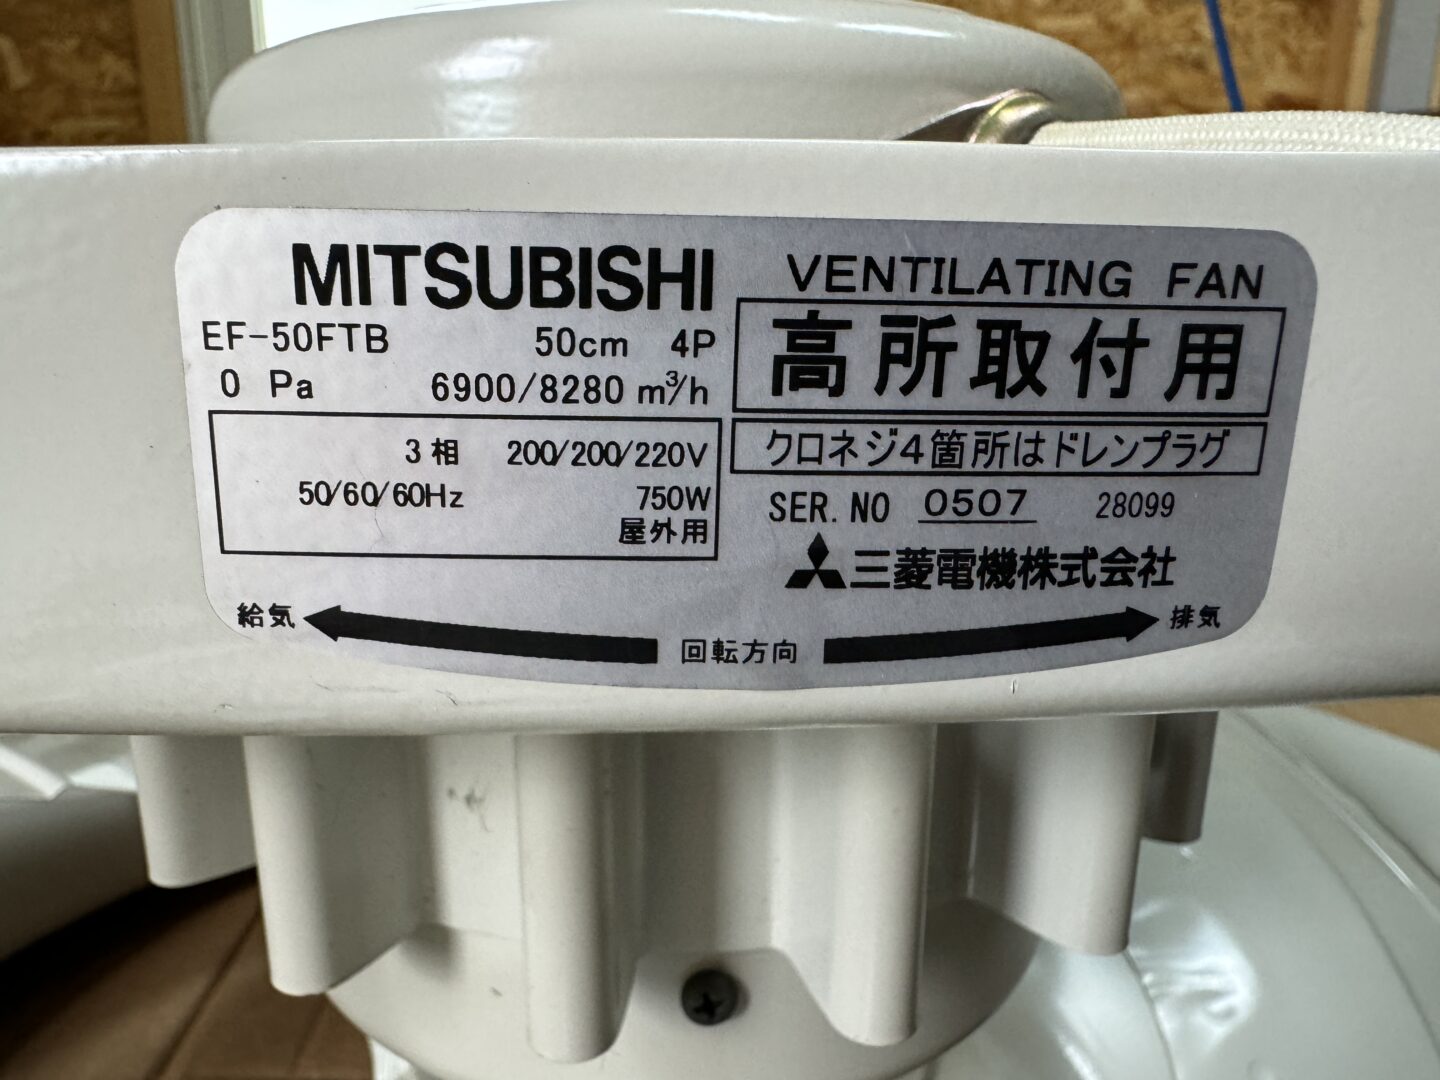 MITSUBISHI VENTILATING FAN
EF-50FTB 50cm 4P
0 Pa 6900/8280 m³/h
高所取付用
3相 200/200/220V
50/60/60Hz 750W
屋外用
クロネジ4箇所はドレンプラグ
SER. NO 0507 28099
三菱電機株式会社
給気 回転方向 排気